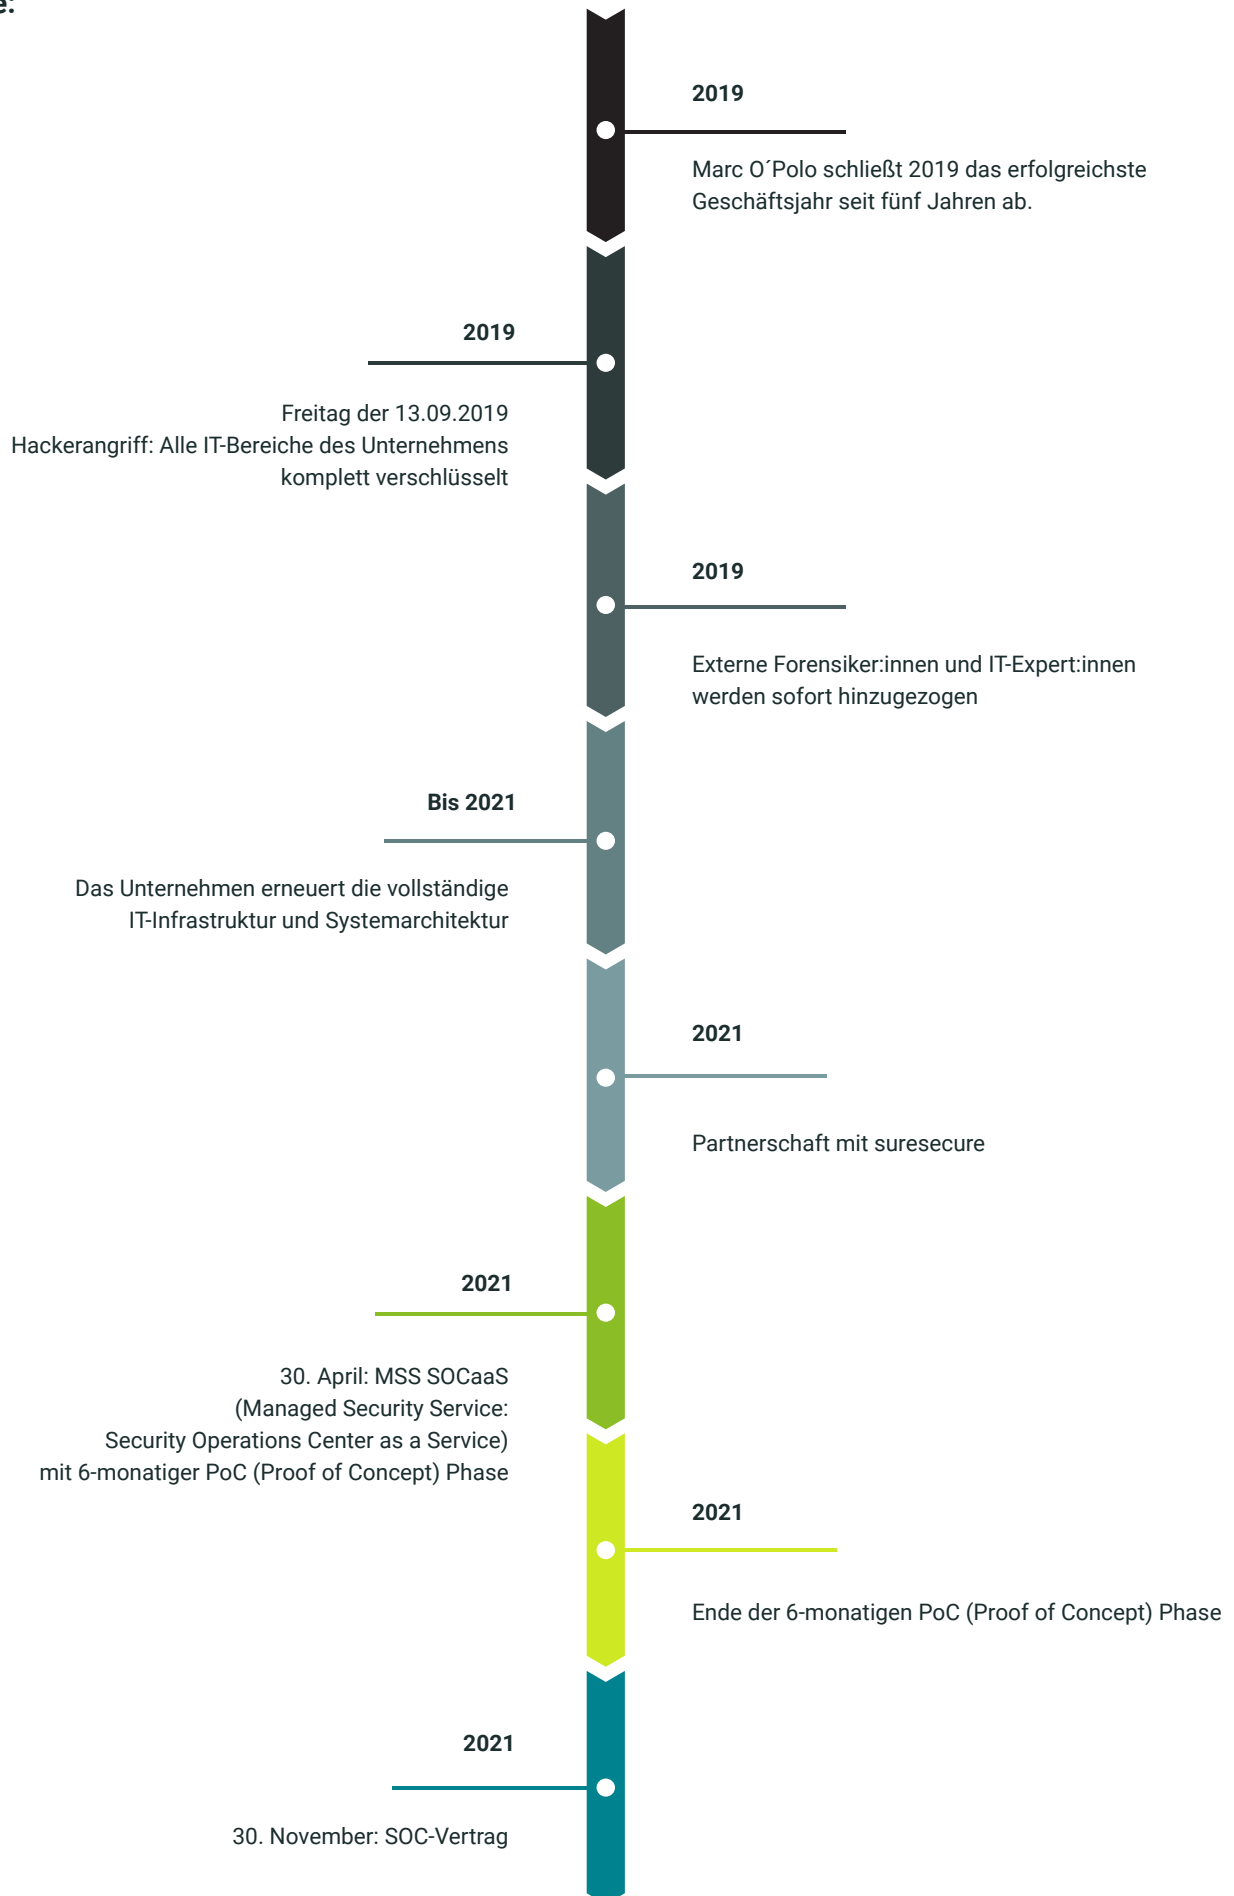 2019
Marc O´Polo schließt 2019 das erfolgreichste
Geschäftsjahr seit fünf Jahren ab.
2019
Freitag der 13.09.2019
Hackerangriff: Alle IT-Bereiche des Unternehmens
komplett verschlüsselt
2019
Externe Forensiker:innen und IT-Expert:innen
werden sofort hinzugezogen
Bis 2021
Das Unternehmen erneuert die vollständige
IT-Infrastruktur und Systemarchitektur
2021
Partnerschaft mit suresecure
2021
30. April: MSS SOCaaS
(Managed Security Service:
Security Operations Center as a Service)
mit 6-monatiger PoC (Proof of Concept) Phase
2021
Ende der 6-monatigen PoC (Proof of Concept) Phase
2021
30. November: SOC-Vertrag